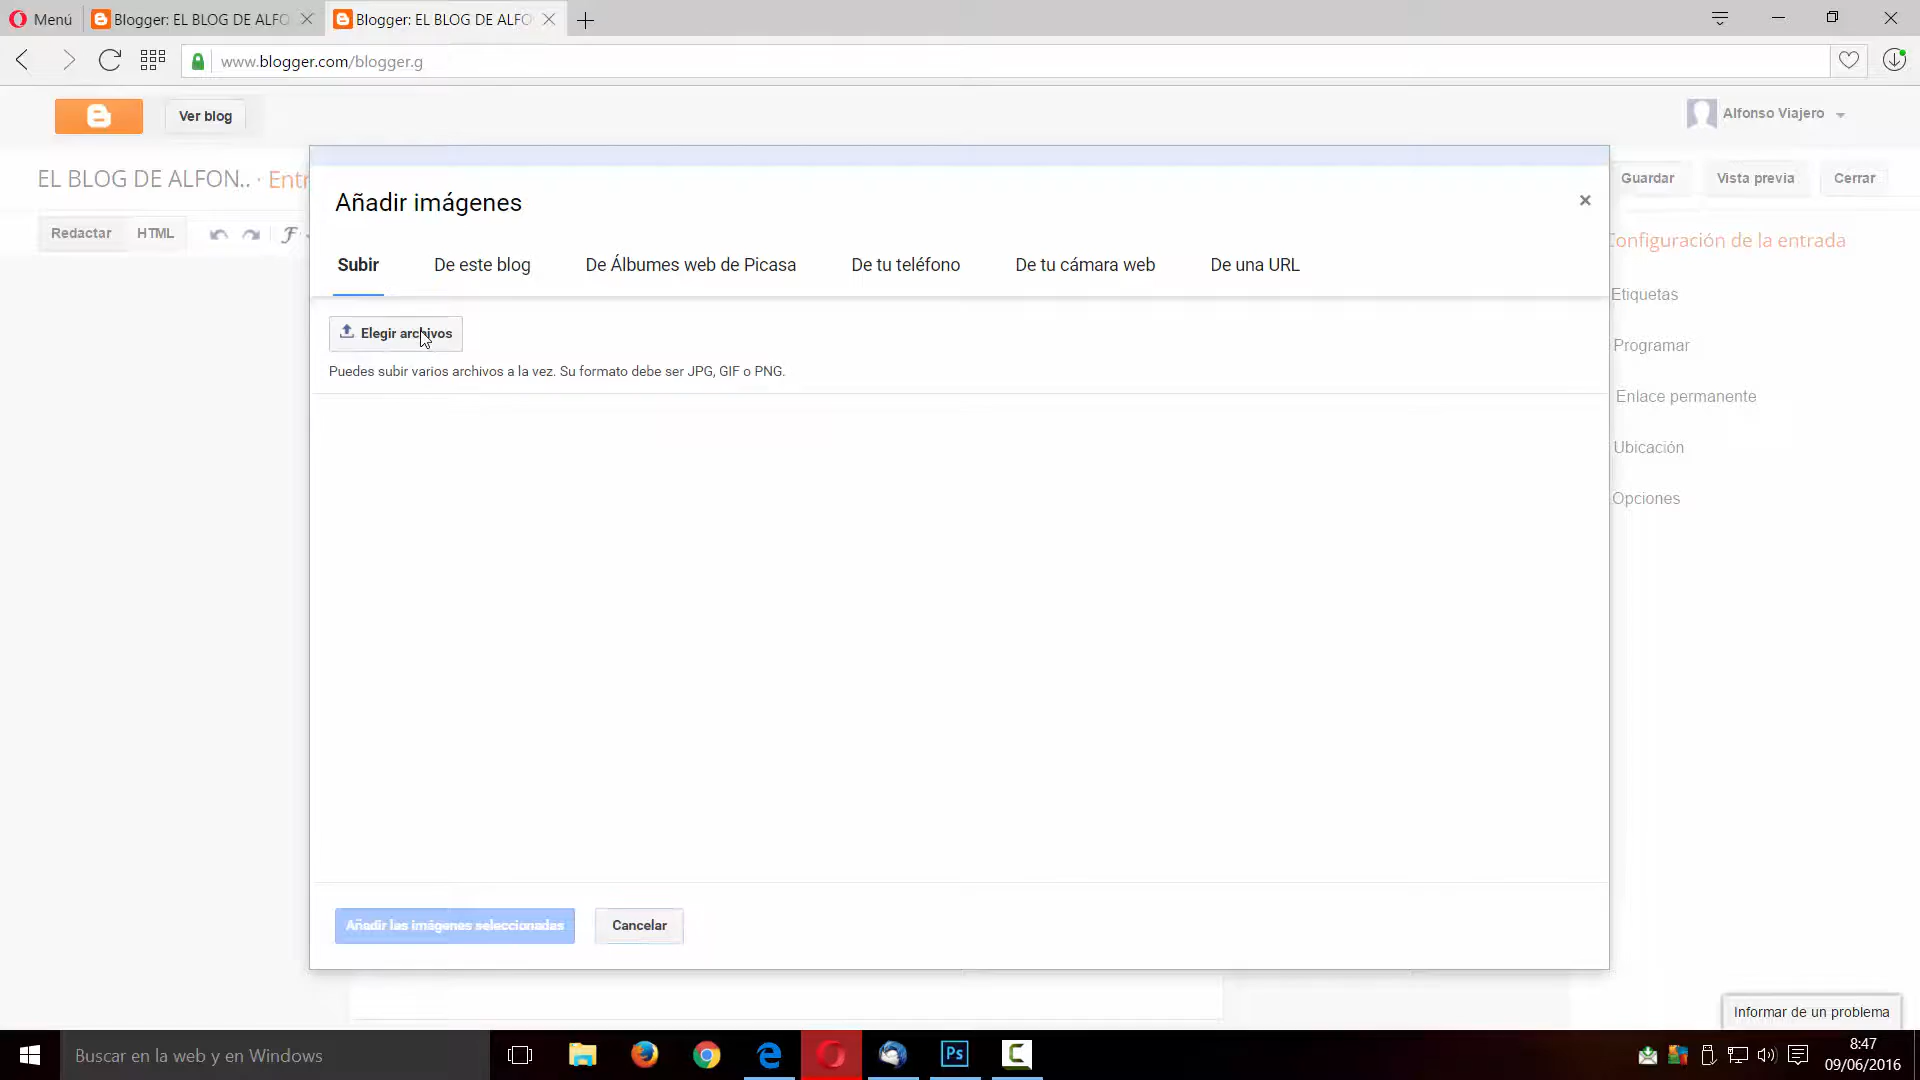 Menú
Blogger: EL BLOG DE ALFO
Blogger: EL BLOG DE ALFO
www.blogger.com/blogger.g
Ver blog
Alfonso Viajero
EL BLOG DE ALFON.. · Entr
Guardar
Vista previa
Cerrar
Redactar
HTML
Añadir imágenes
Subir
De este blog
De Álbumes web de Picasa
De tu teléfono
De tu cámara web
De una URL
Elegir archivos
Puedes subir varios archivos a la vez. Su formato debe ser JPG, GIF o PNG.
Configuración de la entrada
Etiquetas
Programar
Enlace permanente
Ubicación
Opciones
Añadir las imágenes seleccionadas
Cancelar
Informar de un problema
Buscar en la web y en Windows
Ps
8:47
09/06/2016